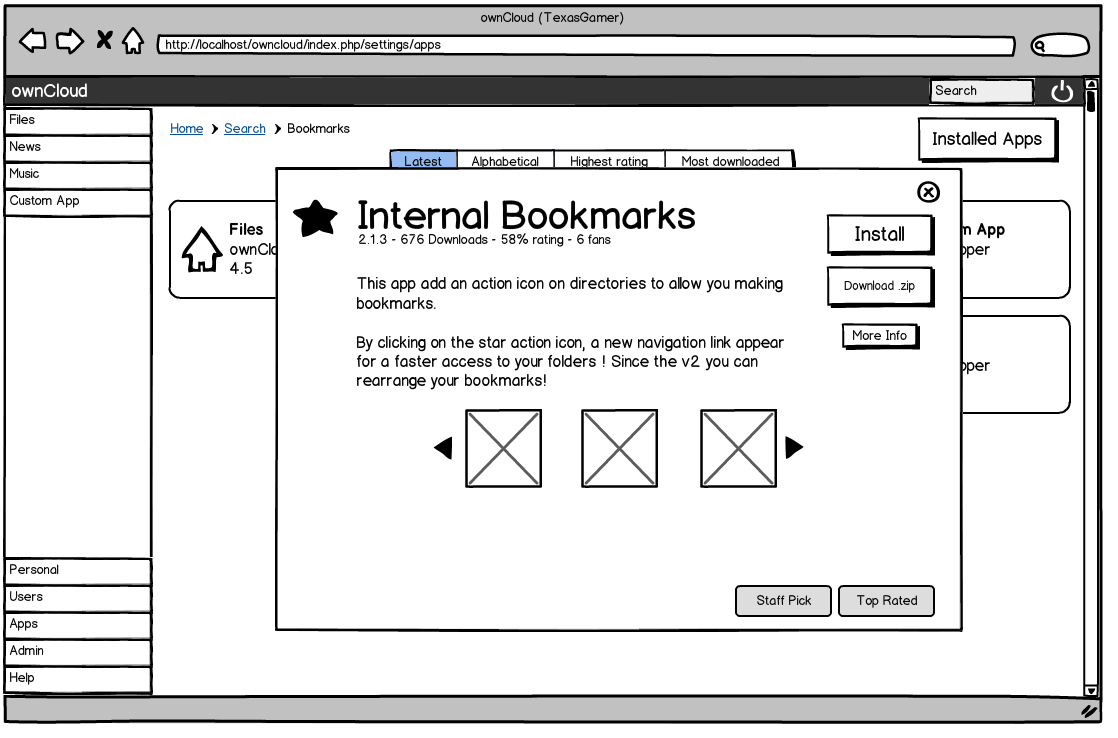 ownCloud (TexasGamer)
http://localhost/owncloud/index.php/settings/apps
ownCloud
Search
Files
News
Music
Custom App
Home
Search
Bookmarks
Installed Apps
Latest
Alphabetical
Highest rating
Most downloaded
Files
4.5
App
Internal Bookmarks
2.1.3 - 676 Downloads - 58% rating - 6 fans
Install
Download .zip
More Info
This app add an action icon on directories to allow you making
bookmarks.
By clicking on the star action icon, a new navigation link appear
for a faster access to your folders ! Since the v2 you can
rearrange your bookmarks!
Staff Pick
Top Rated
Personal
Users
Apps
Admin
Help